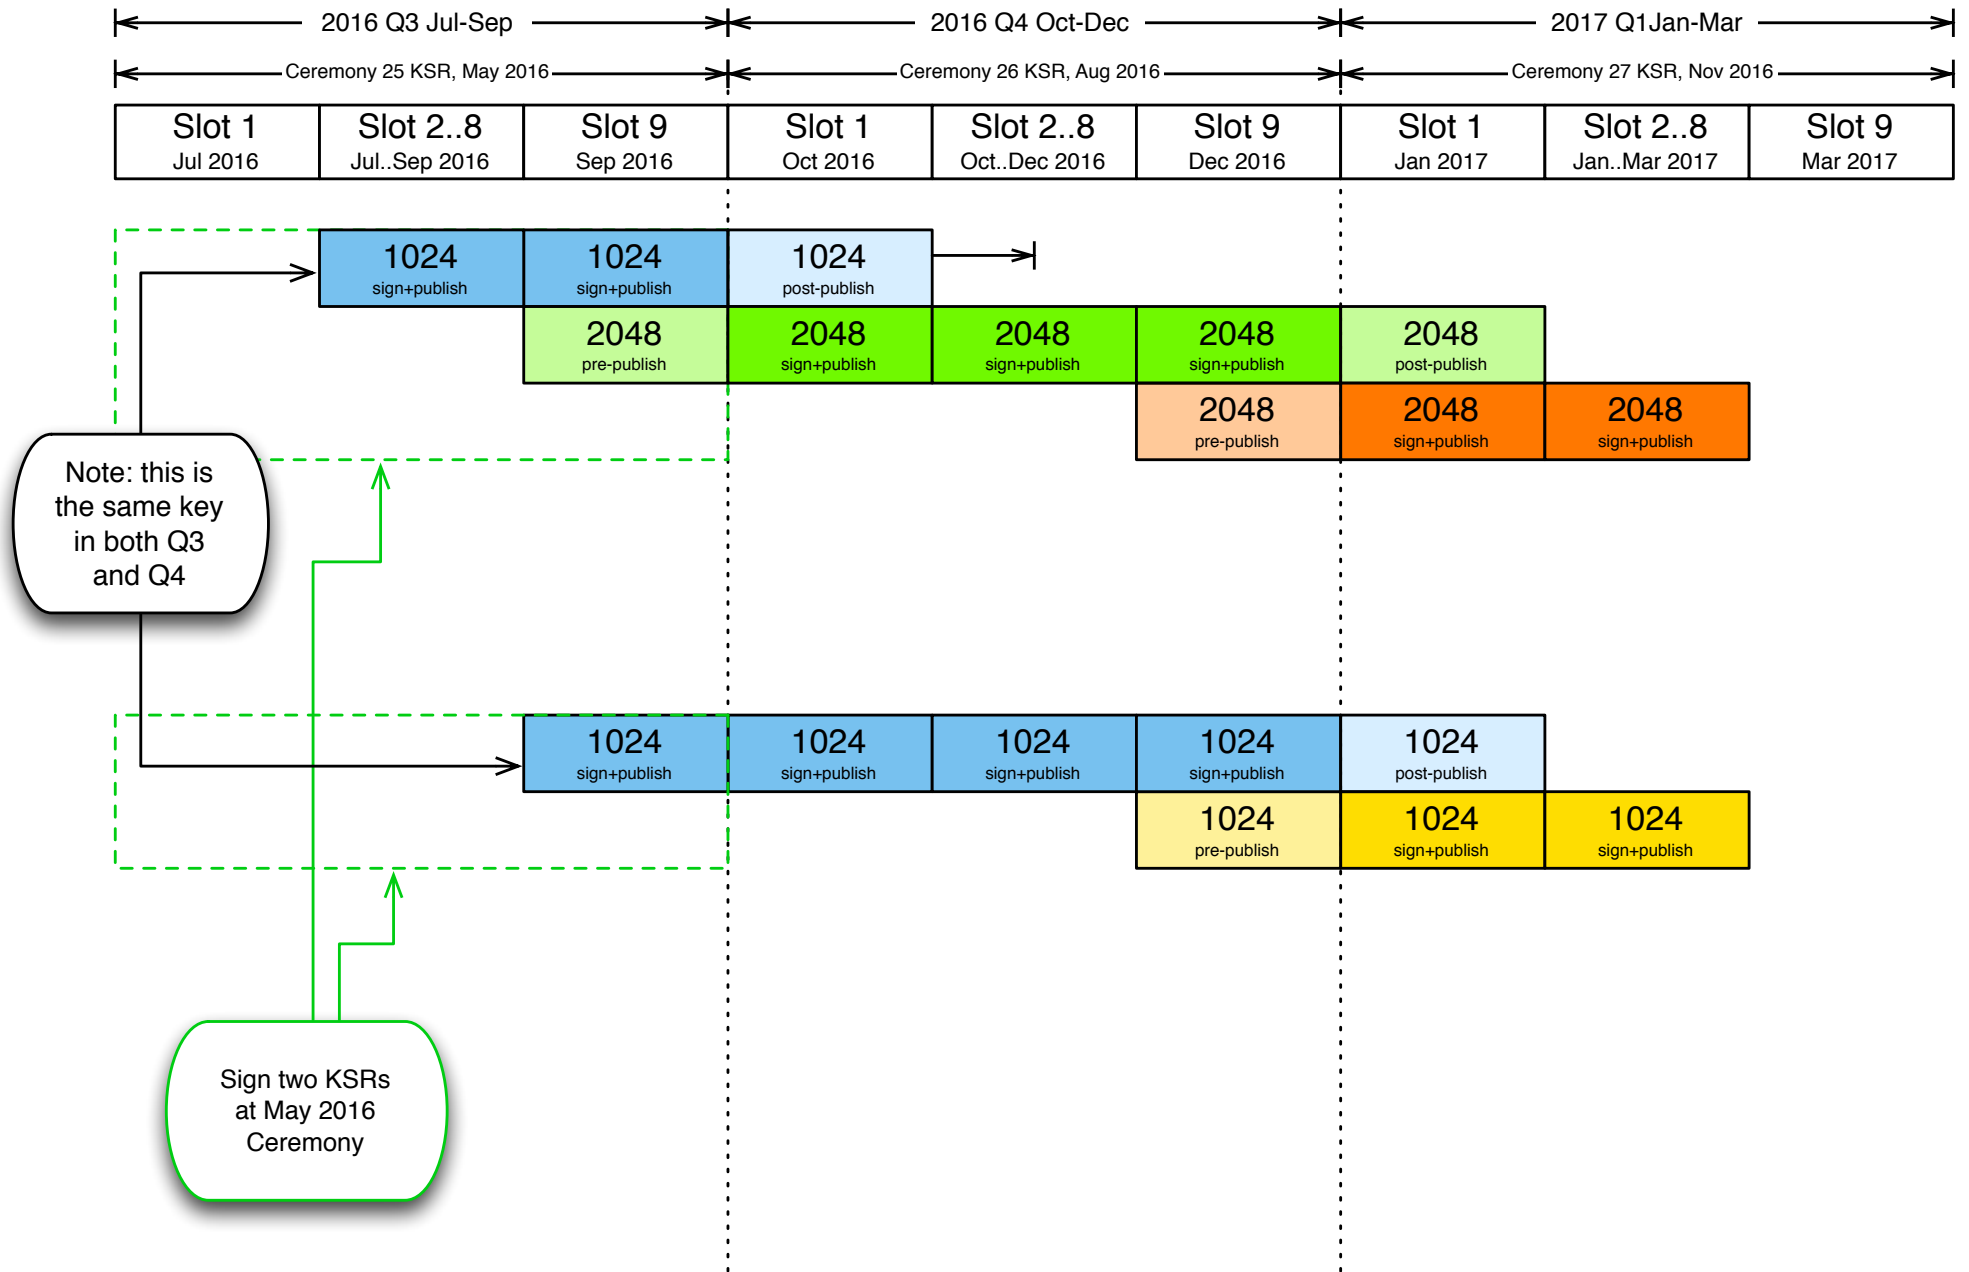 2016 Q3 Jul-Sep
2016 Q4 Oct-Dec
2017 Q1Jan-Mar
Ceremony 25 KSR, May 2016
Ceremony 26 KSR, Aug 2016
Ceremony 27 KSR, Nov 2016
Slot 1
Jul 2016
Slot 2..8
Jul..Sep 2016
Slot 9
Sep 2016
Slot 1
Oct 2016
Slot 2..8
Oct..Dec 2016
Slot 9
Dec 2016
Slot 1
Jan 2017
Slot 2..8
Jan..Mar 2017
Slot 9
Mar 2017
1024
sign+publish
1024
sign+publish
1024
post-publish
2048
pre-publish
2048
sign+publish
2048
sign+publish
2048
sign+publish
2048
post-publish
2048
pre-publish
2048
sign+publish
2048
sign+publish
Note: this is
the same key
in both Q3
and Q4
1024
sign+publish
1024
sign+publish
1024
sign+publish
1024
sign+publish
1024
post-publish
1024
pre-publish
1024
sign+publish
1024
sign+publish
Sign two KSRs
at May 2016
Ceremony